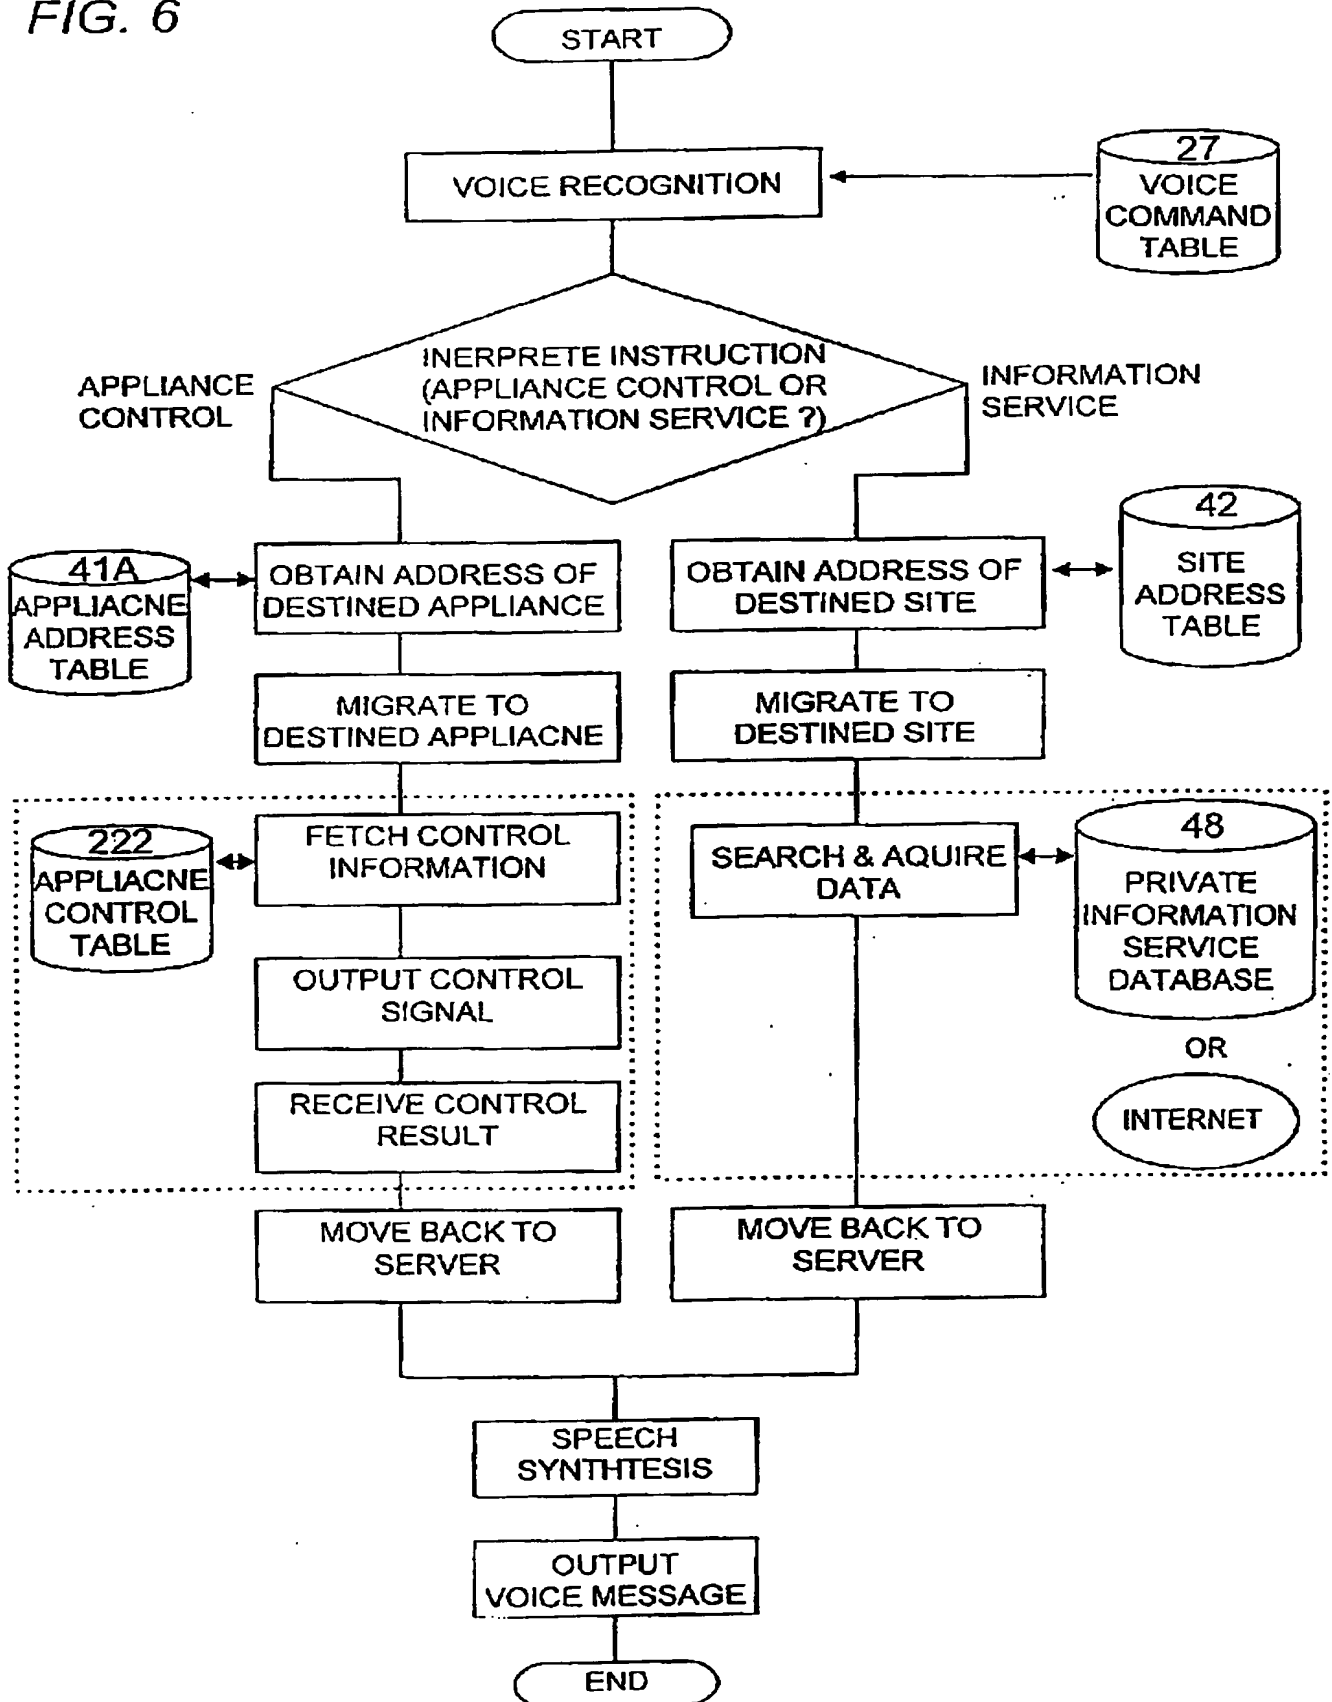 FIG. 6
START
VOICE RECOGNITION
27
VOICE
COMMAND
TABLE
INERPRETE INSTRUCTION
(APPLIANCE CONTROL OR
INFORMATION SERVICE ?)
APPLIANCE
CONTROL
INFORMATION
SERVICE
41A
APPLIACNE
ADDRESS
TABLE
OBTAIN ADDRESS OF
DESTINED APPLIANCE
OBTAIN ADDRESS OF
DESTINED SITE
42
SITE
ADDRESS
TABLE
MIGRATE TO
DESTINED APPLIACNE
MIGRATE TO
DESTINED SITE
222
APPLIACNE
CONTROL
TABLE
FETCH CONTROL
INFORMATION
SEARCH & AQUIRE
DATA
48
PRIVATE
INFORMATION
SERVICE
DATABASE
OR
INTERNET
OUTPUT CONTROL
SIGNAL
RECEIVE CONTROL
RESULT
MOVE BACK TO
SERVER
MOVE BACK TO
SERVER
SPEECH
SYNTHTESIS
OUTPUT
VOICE MESSAGE
END